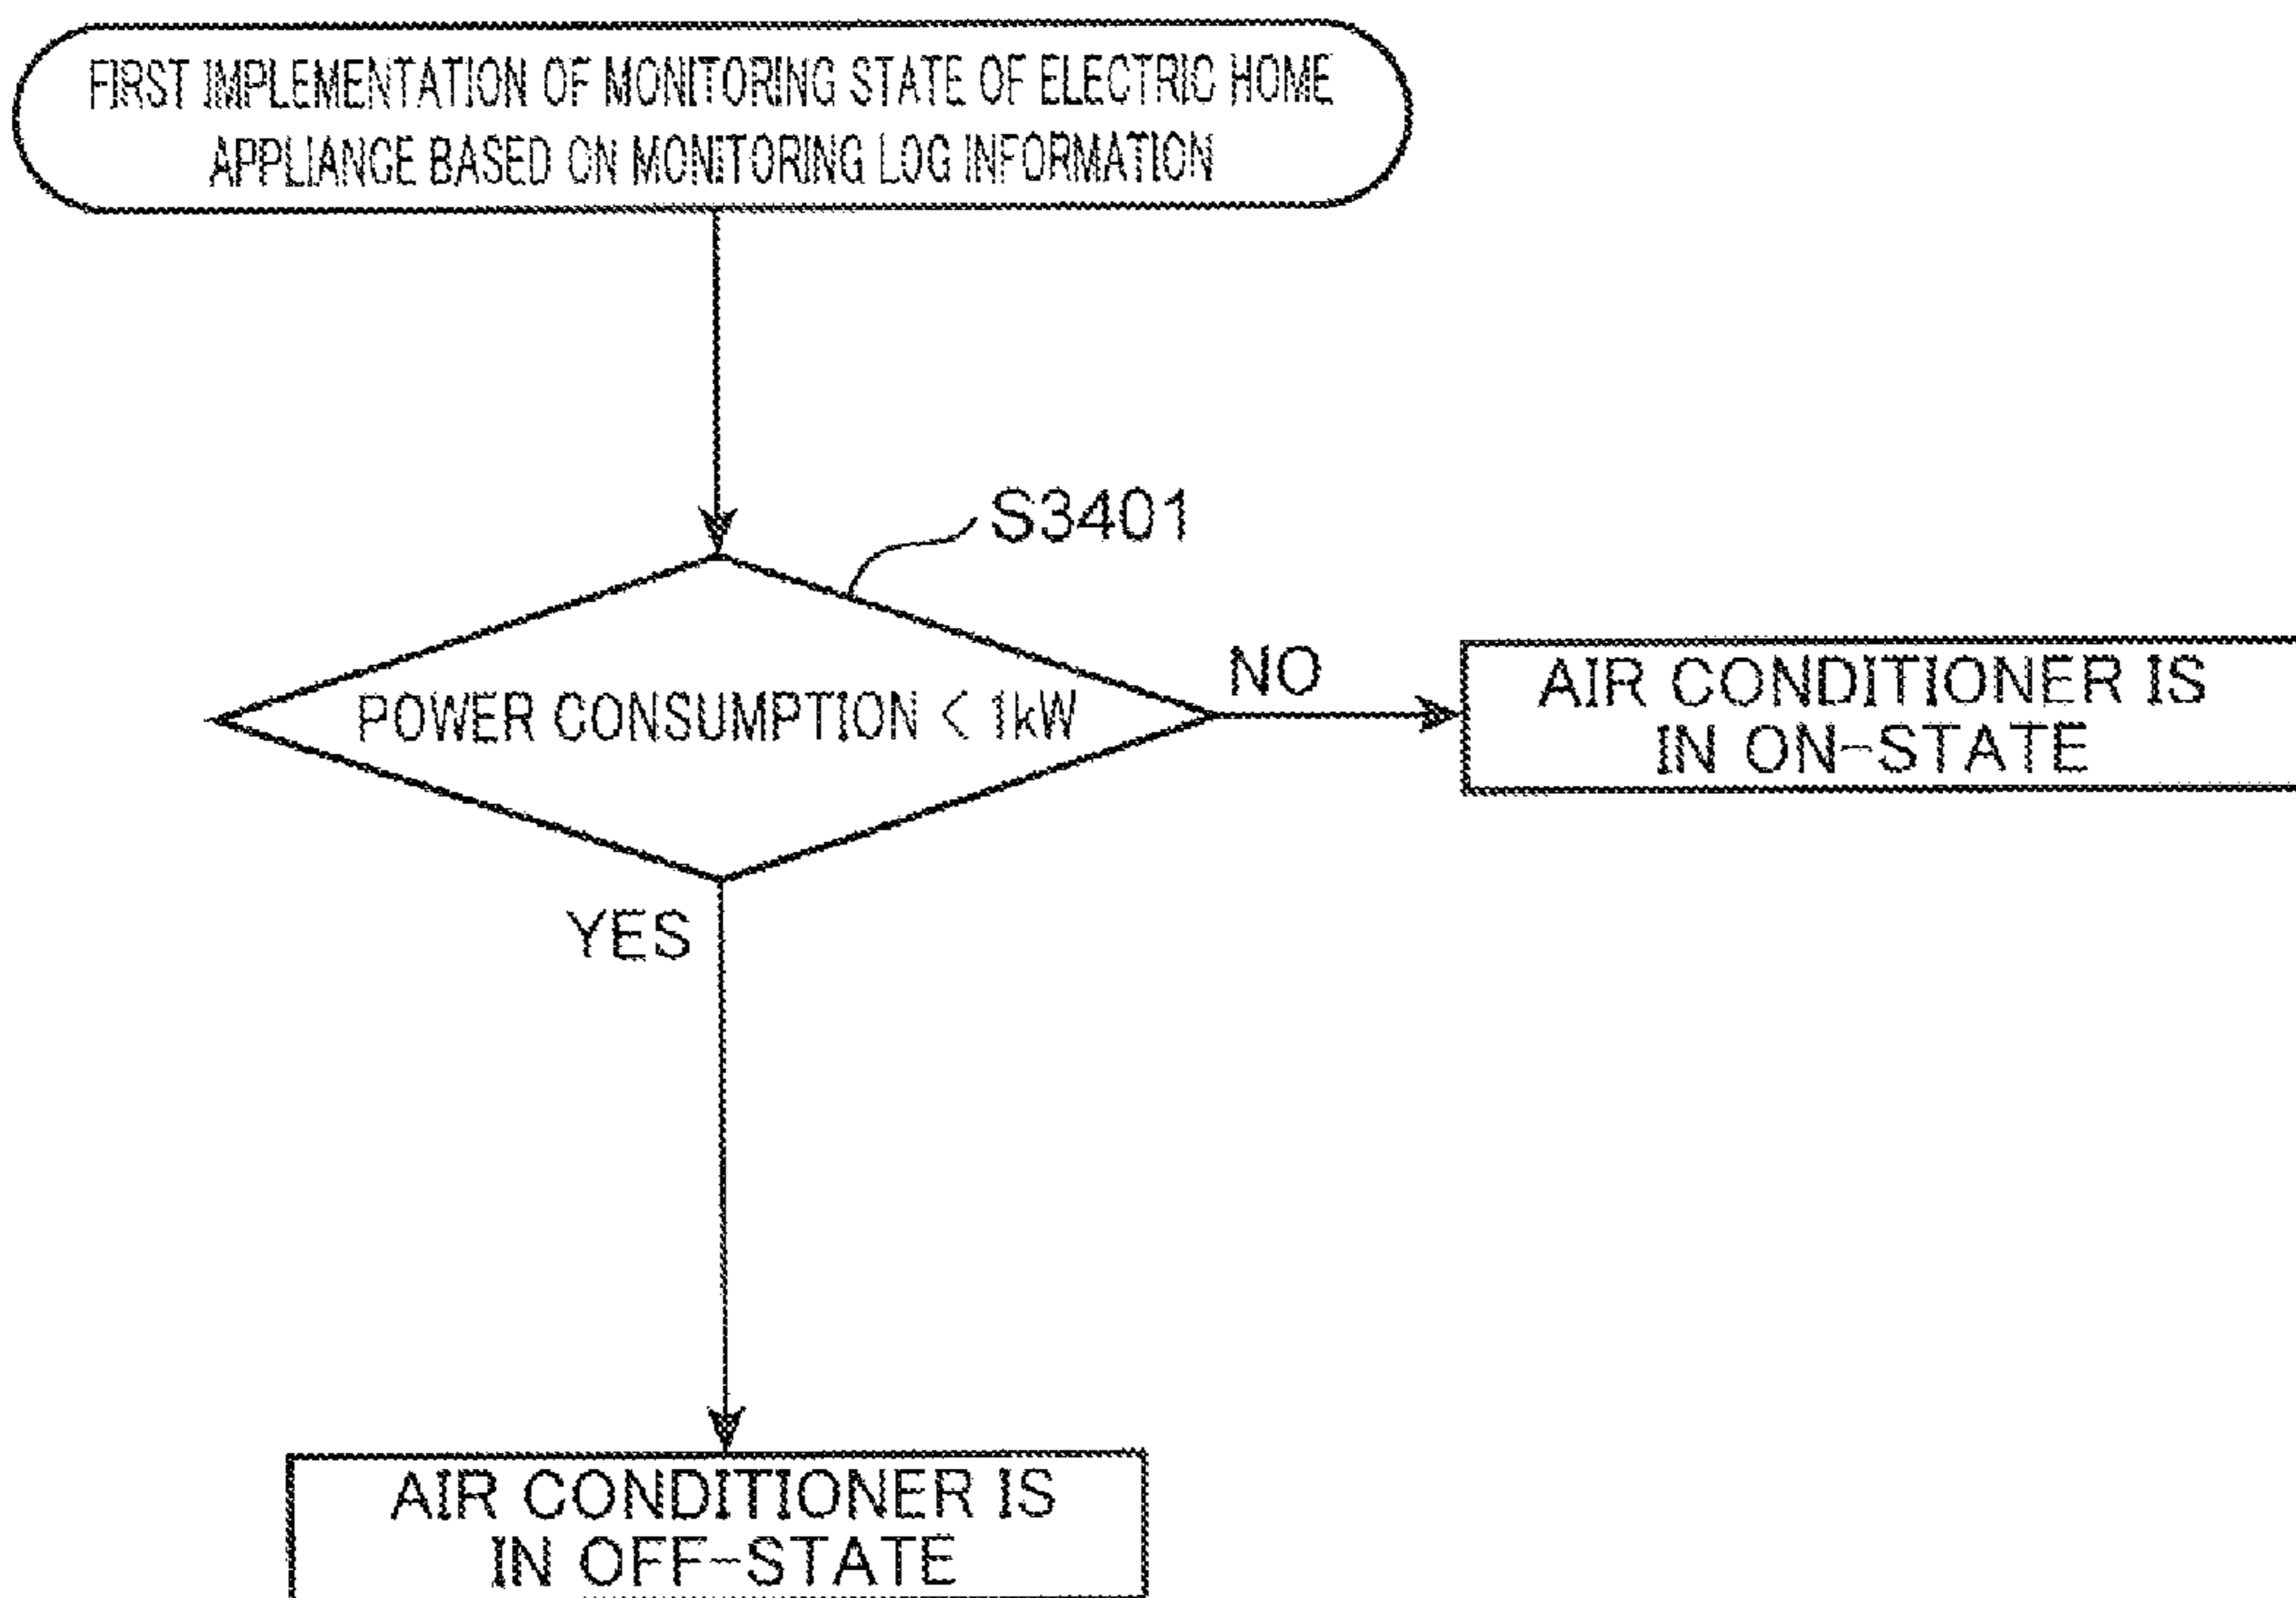 FIRST IMPLEMENTATION OF MONITORING STATE OF ELECTRIC HOME
APPLIANCE BASED ON MONITORING LOG INFORMATION
S3401
POWER CONSUMPTION < 1kW
NO
AIR CONDITIONER IS
IN ON-STATE
YES
AIR CONDITIONER IS
IN OFF-STATE